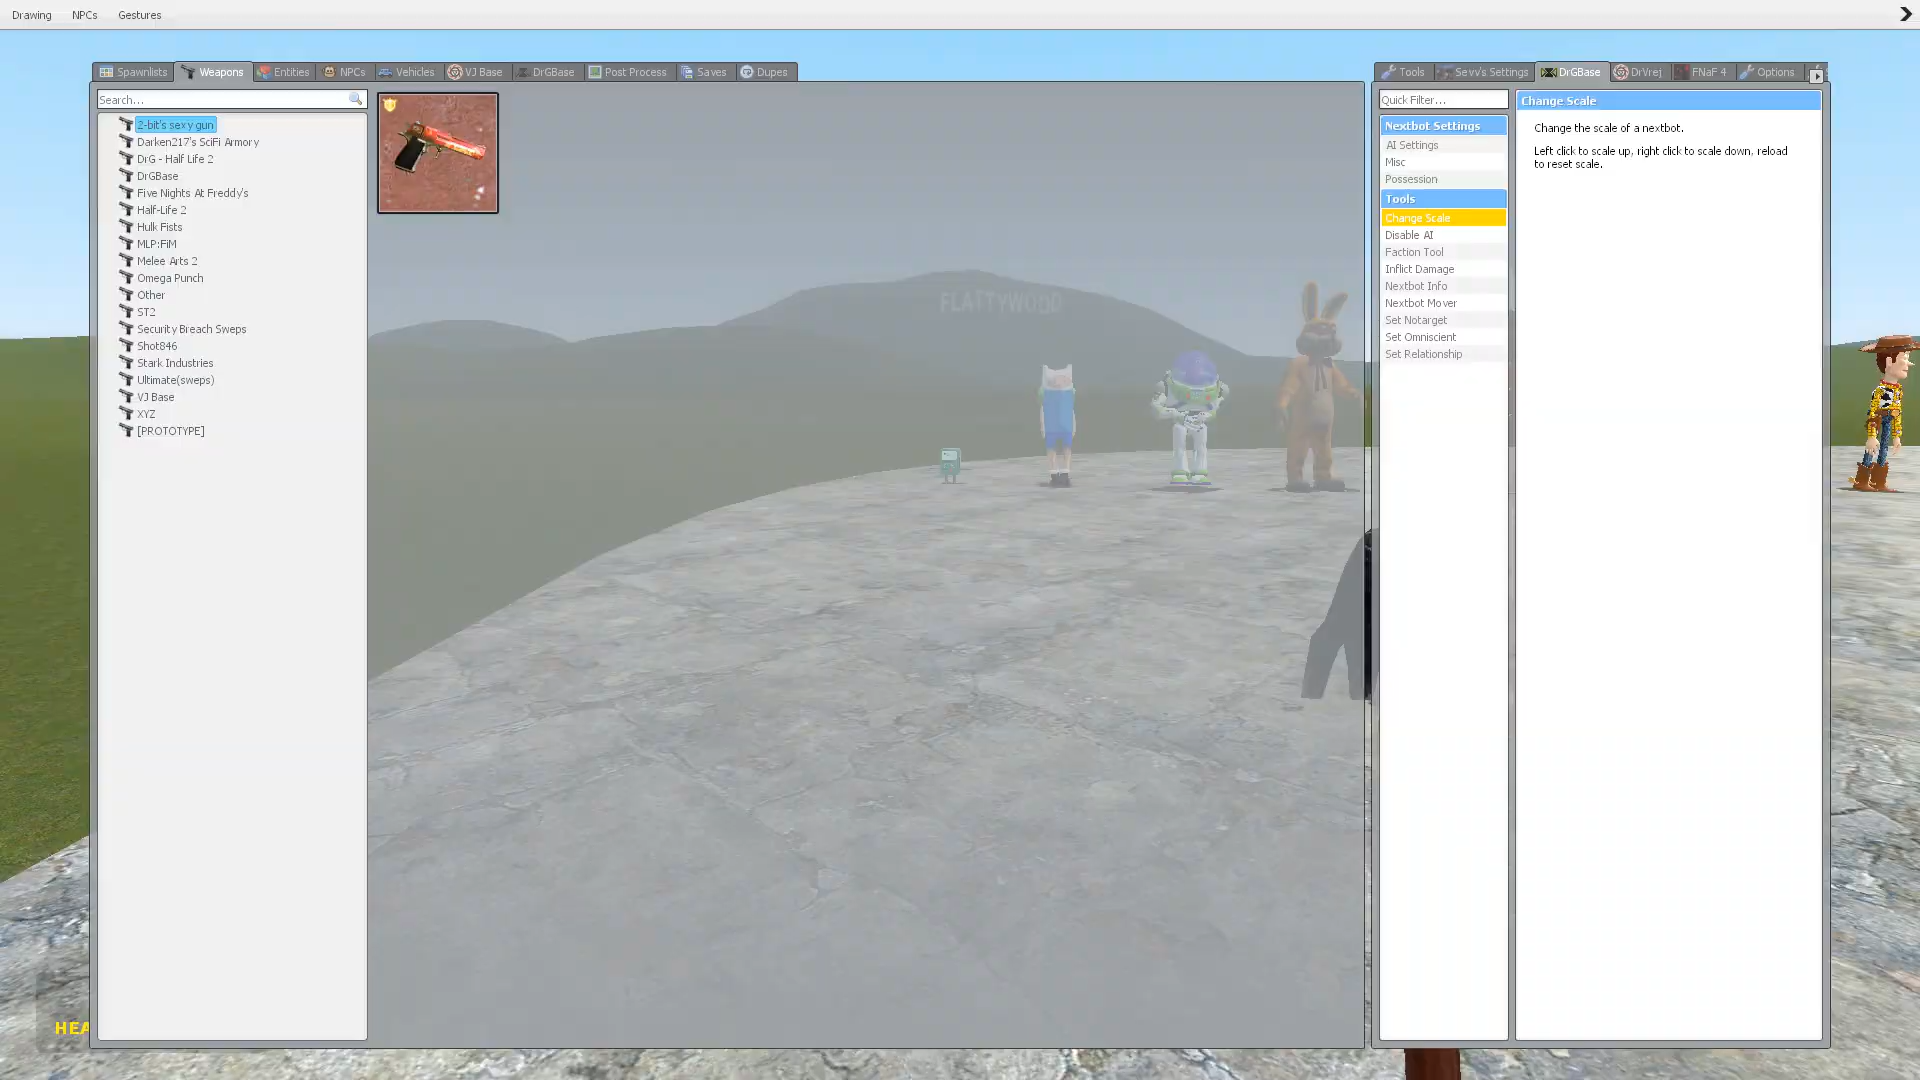 Drawing NPCs Gestures
Spawnlists Weapons Entities NPCs Vehicles VJ Base DrGBase Post Process Saves Dupes
Search...
2-bit's sexy gun
Darken217's SciFi Armory
DrG - Half Life 2
DrGBase
Five Nights At Freddy's
Half-Life 2
Hulk Fists
MLP:FiM
Melee Arts 2
Omega Punch
Other
ST2
Security Breach Sweps
Shot846
Stark Industries
Ultimate(sweps)
VJ Base
XYZ
[PROTOTYPE]
FLATTYWOOD
HEA
Tools Sevv's Settings DrGBase DrVrej FNaF 4 Options
Quick Filter...
Nextbot Settings
AI Settings
Misc
Possession
Tools
Change Scale
Disable AI
Faction Tool
Inflict Damage
Nextbot Info
Nextbot Mover
Set Notarget
Set Omniscient
Set Relationship
Change Scale
Change the scale of a nextbot.
Left click to scale up, right click to scale down, reload
to reset scale.